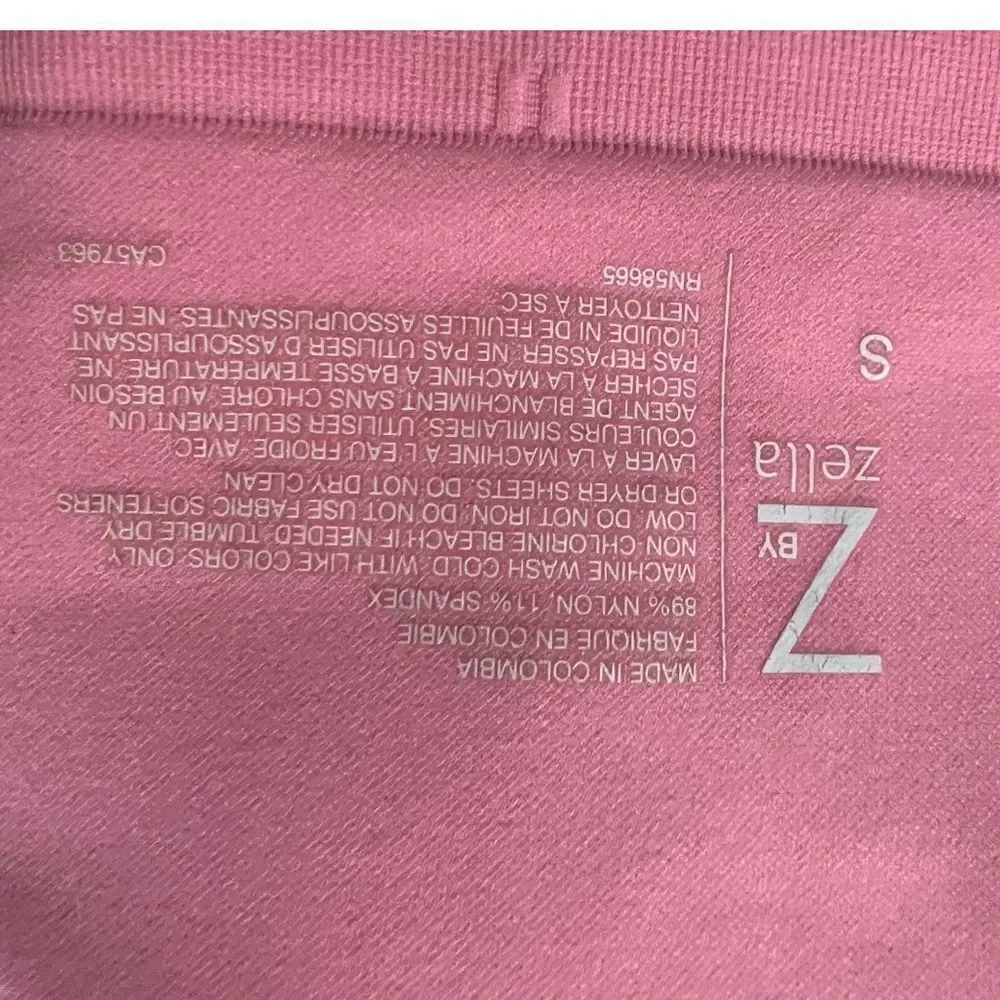 Z
BY
zella
S
MADE IN COLOMBIA
FABRIQUÉ EN COLOMBIE
89% NYLON, 11% SPANDEX
MACHINE WASH COLD. WITH LIKE COLORS. ONLY
NON CHLORINE BLEACH IF NEEDED. TUMBLE DRY
LOW. DO NOT IRON. DO NOT USE FABRIC SOFTENERS
OR DRYER SHEETS. DO NOT DRY CLEAN
LAVER A LA MACHINE A L EAU FROIDE. AVEC
COULEURS SIMILAIRES. UTILISER SEULEMENT UN
AGENT DE BLANCHIMENT SANS CHLORE. AU BESOIN
SECHER A LA MACHINE A BASSE TEMPERATURE. NE
PAS REPASSER. NE PAS UTILISER D'ASSOUPLISSANT
LIQUIDE NI DE FEUILLES ASSOUPLISSANTES. NE PAS
NETTOYER À SEC
RN58665
CA57963